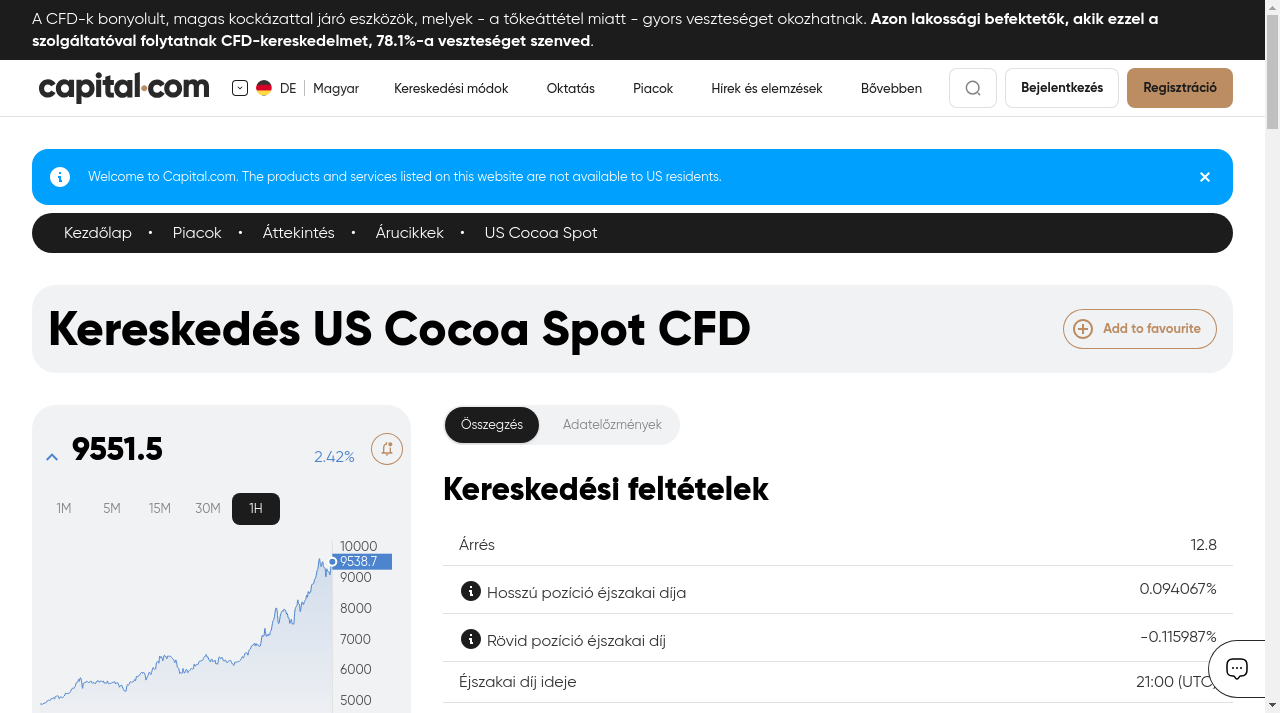 A CFD-k bonyolult, magas kockázattal járó eszközök, melyek - a tőkeáttétel miatt - gyors veszteséget okozhatnak. Azon lakossági befektetők, akik ezzel a
szolgáltatóval folytatnak CFD-kereskedelmet, 78.1%-a veszteséget szenved.
capital.com
DE
Magyar
Kereskedési módok
Oktatás
Piacok
Hírek és elemzések
Bővebben
Bejelentkezés
Regisztráció
Welcome to Capital.com. The products and services listed on this website are not available to US residents.
Kezdőlap • Piacok • Áttekintés • Árucikkek • US Cocoa Spot
Kereskedés US Cocoa Spot CFD
Add to favourite
9551.5
2.42%
1M 5M 15M 30M 1H
10000
9538.7
9000
8000
7000
6000
5000
Összegzés
Adatelőzmények
Kereskedési feltételek
Árrés 12.8
Hosszú pozíció éjszakai díja 0.094067%
Rövid pozíció éjszakai díj -0.115987%
Éjszakai díj ideje 21:00 (UTC)